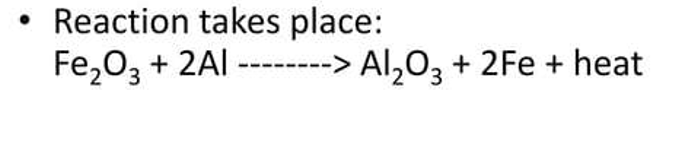 • Reaction takes place:
Fe₂O₃ + 2Al --------> Al₂O₃ + 2Fe + heat